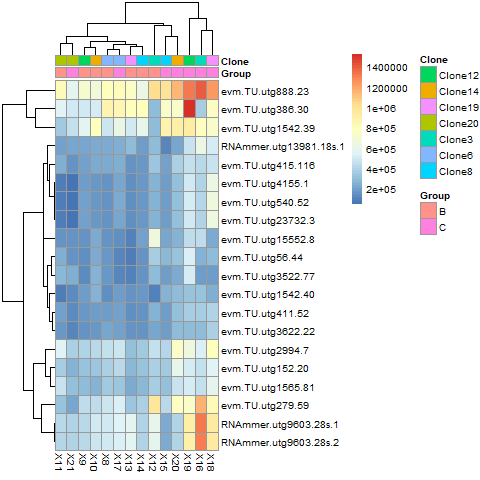 Clone
Group
evm.TU.utg888.23
evm.TU.utg386.30
evm.TU.utg1542.39
RNAmmer.utg13981.18s.1
evm.TU.utg415.116
evm.TU.utg4155.1
evm.TU.utg540.52
evm.TU.utg23732.3
evm.TU.utg15552.8
evm.TU.utg56.44
evm.TU.utg3522.77
evm.TU.utg1542.40
evm.TU.utg411.52
evm.TU.utg3622.22
evm.TU.utg2994.7
evm.TU.utg152.20
evm.TU.utg1565.81
evm.TU.utg279.59
RNAmmer.utg9603.28s.1
RNAmmer.utg9603.28s.2
X11
X21
X9
X10
X8
X17
X13
X14
X12
X15
X20
X19
X16
X18
1400000
1200000
1e+06
8e+05
6e+05
4e+05
2e+05
Clone
Clone12
Clone14
Clone19
Clone20
Clone3
Clone6
Clone8
Group
B
C